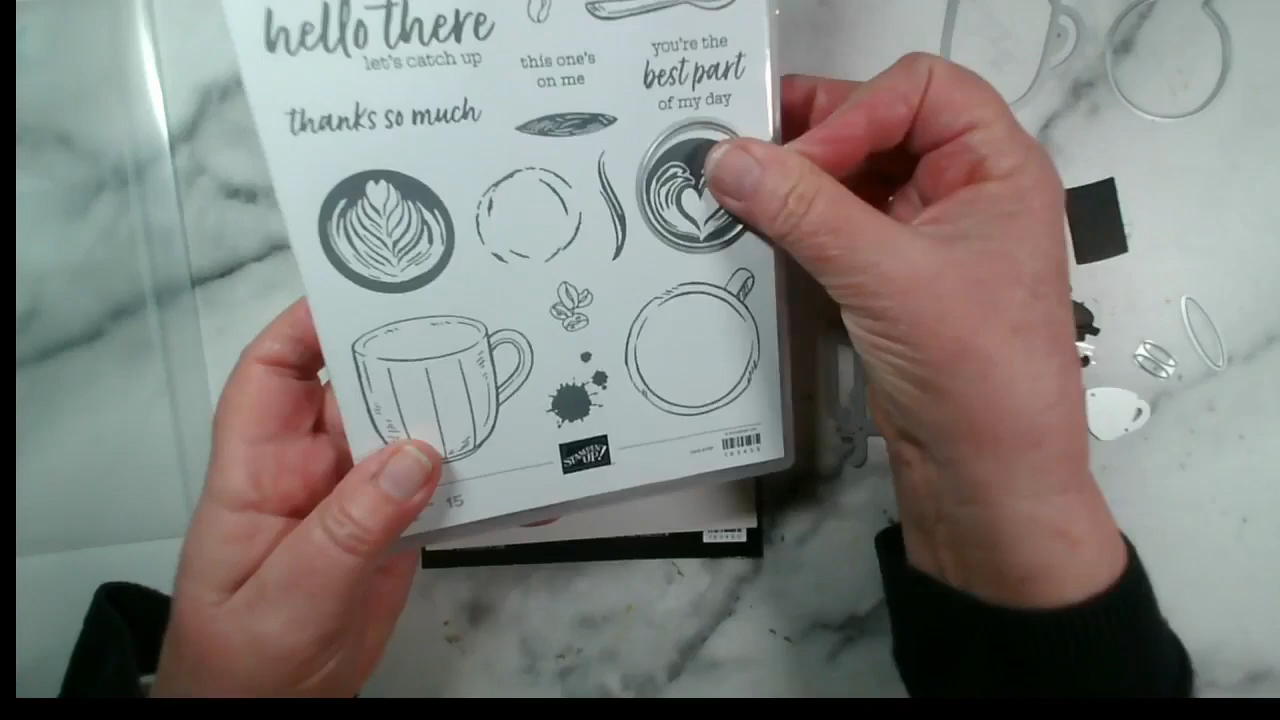 hello there
let's catch up
this one's
on me
you're the
best part
of my day
thanks so much
STAMPIN'
UP!
15